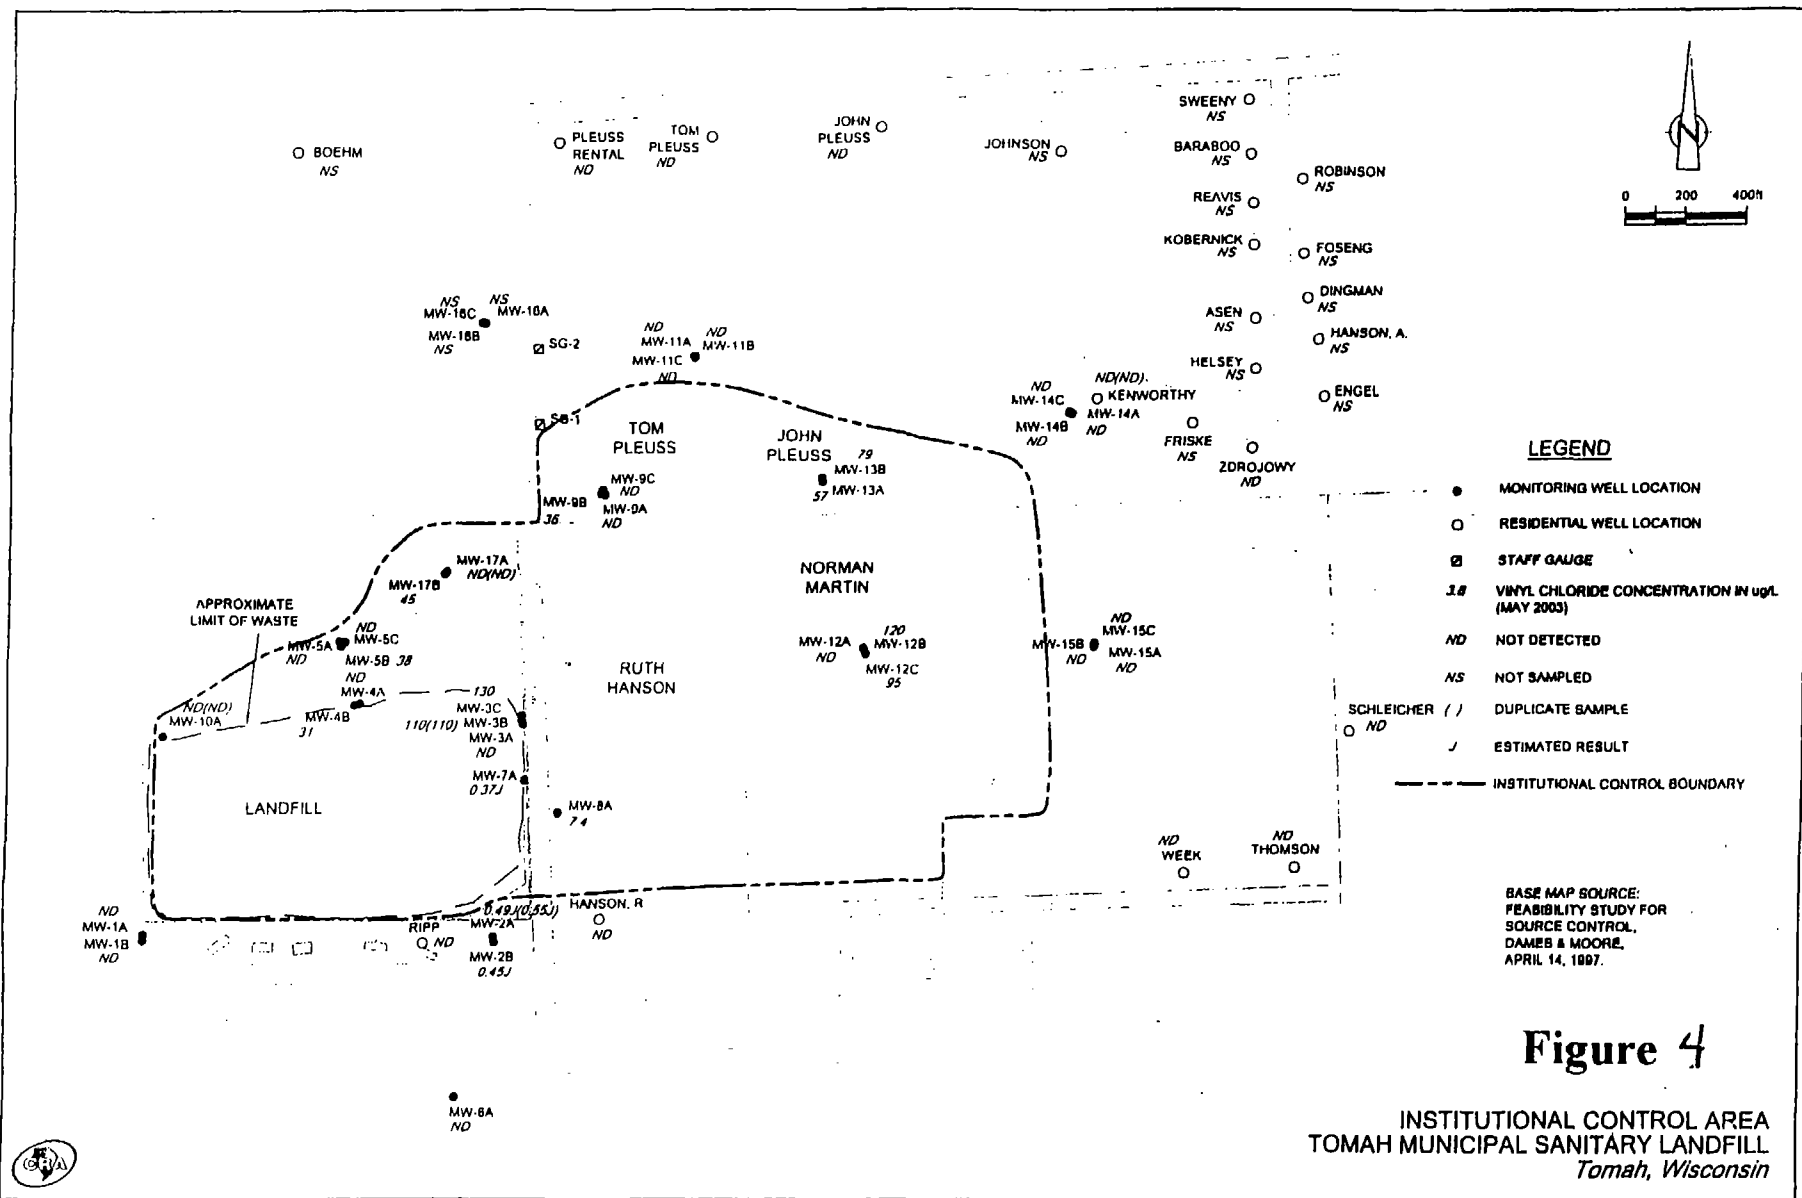 SWEENY
NS
BARABOO
NS
REAVIS
NS
KOBERNICK
NS
ASEN
NS
HELSEY
NS
ROBINSON
NS
FOSENG
NS
DINGMAN
NS
HANSON, A.
NS
ENGEL
NS
BOEHM
NS
PLEUSS
RENTAL
ND
TOM
PLEUSS
ND
JOHN
PLEUSS
ND
JOHNSON
NS
N
0 200 400ft
NS NS
MW-16C MW-16A
MW-16B
NS
SG-2
ND ND
MW-11A MW-11B
MW-11C
ND
SG-1
ND
MW-14C
MW-14B
ND
ND(ND)
KENWORTHY
MW-14A
ND
FRISKE
NS
ZDROJOWY
ND
TOM
PLEUSS
JOHN
PLEUSS
79
MW-13B
57 MW-13A
MW-9C
ND
MW-9B
36
MW-9A
ND
MW-17A
ND(ND)
MW-17B
45
NORMAN
MARTIN
APPROXIMATE
LIMIT OF WASTE
ND
MW-5A MW-5C
ND
MW-5B 38
120
MW-12A MW-12B
ND
MW-12C
95
ND
MW-15C
MW-15B
ND
MW-15A
ND
RUTH
HANSON
ND
MW-4A
MW-4B
31
ND(ND)
MW-10A
130
MW-3C
110(110) MW-3B
MW-3A
ND
MW-7A
0.37J
MW-8A
7.4
LANDFILL
SCHLEICHER
ND
ND
WEEK
ND
THOMSON
ND
MW-1A
MW-1B
ND
RIPP
ND
0.49J(0.55J)
MW-2A
MW-2B
0.45J
HANSON, R
ND
MW-6A
ND
LEGEND
MONITORING WELL LOCATION
RESIDENTIAL WELL LOCATION
STAFF GAUGE
3.8 VINYL CHLORIDE CONCENTRATION IN ug/L
(MAY 2003)
ND NOT DETECTED
NS NOT SAMPLED
( ) DUPLICATE SAMPLE
J ESTIMATED RESULT
INSTITUTIONAL CONTROL BOUNDARY
BASE MAP SOURCE:
FEASIBILITY STUDY FOR
SOURCE CONTROL,
DAMES & MOORE,
APRIL 14, 1997.
Figure 4
INSTITUTIONAL CONTROL AREA
TOMAH MUNICIPAL SANITARY LANDFILL
Tomah, Wisconsin
CRA